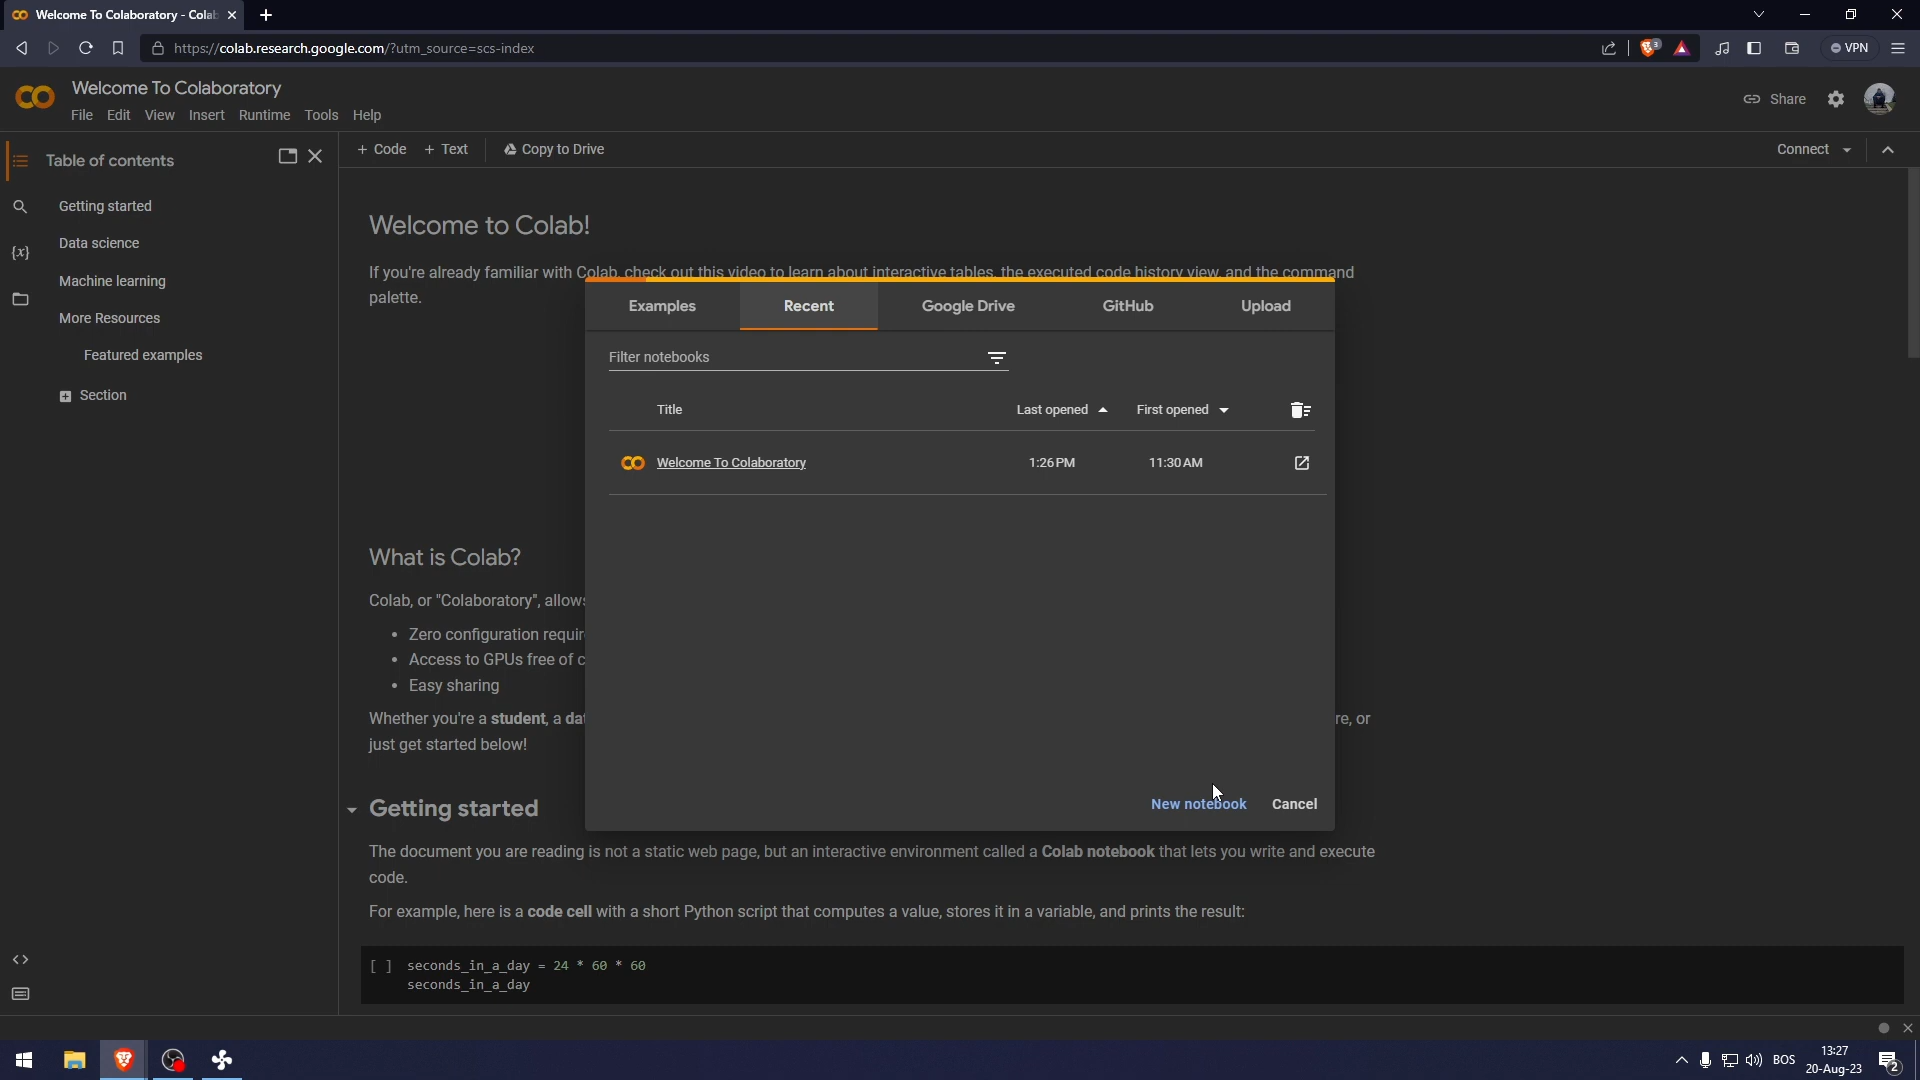 Welcome To Colaboratory - Colab
https://colab.research.google.com/?utm_source=scs-index
3
VPN
Welcome To Colaboratory
File Edit View Insert Runtime Tools Help
Share
Table of contents
+ Code + Text Copy to Drive
Connect
Getting started
{x}
Data science
Machine learning
More Resources
Featured examples
Section
Welcome to Colab!
If you're already familiar with Colab, check out this video to learn about interactive tables, the executed code history view, and the command
palette.
Examples Recent Google Drive GitHub Upload
Filter notebooks
Title Last opened First opened
Welcome To Colaboratory 1:26 PM 11:30 AM
New notebook Cancel
What is Colab?
Colab, or "Colaboratory", allows
• Zero configuration requir
• Access to GPUs free of c
• Easy sharing
Whether you're a student, a dat
re, or
just get started below!
Getting started
The document you are reading is not a static web page, but an interactive environment called a Colab notebook that lets you write and execute
code.
For example, here is a code cell with a short Python script that computes a value, stores it in a variable, and prints the result:
[ ] seconds_in_a_day = 24 * 60 * 60
seconds_in_a_day
BOS
13:27
20-Aug-23
2